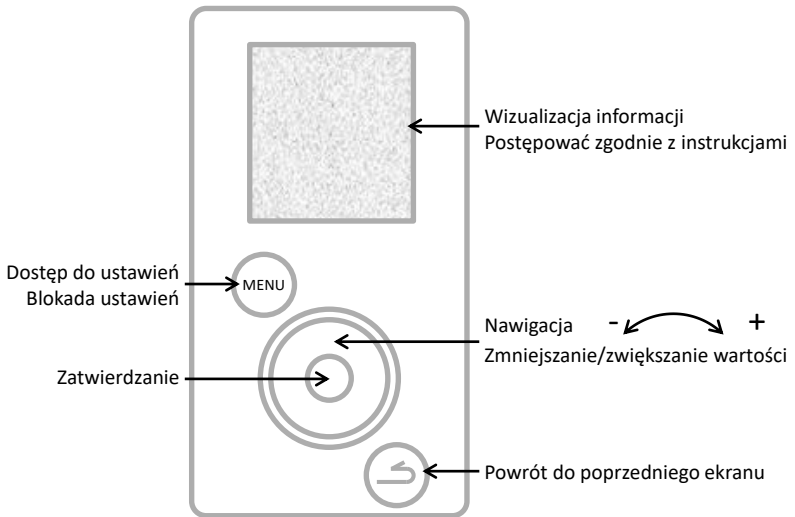 Wizualizacja informacji
Postępować zgodnie z instrukcjami
Dostęp do ustawień
Blokada ustawień
MENU
Nawigacja - +
Zmniejszanie/zwiększanie wartości
Zatwierdzanie
Powrót do poprzedniego ekranu